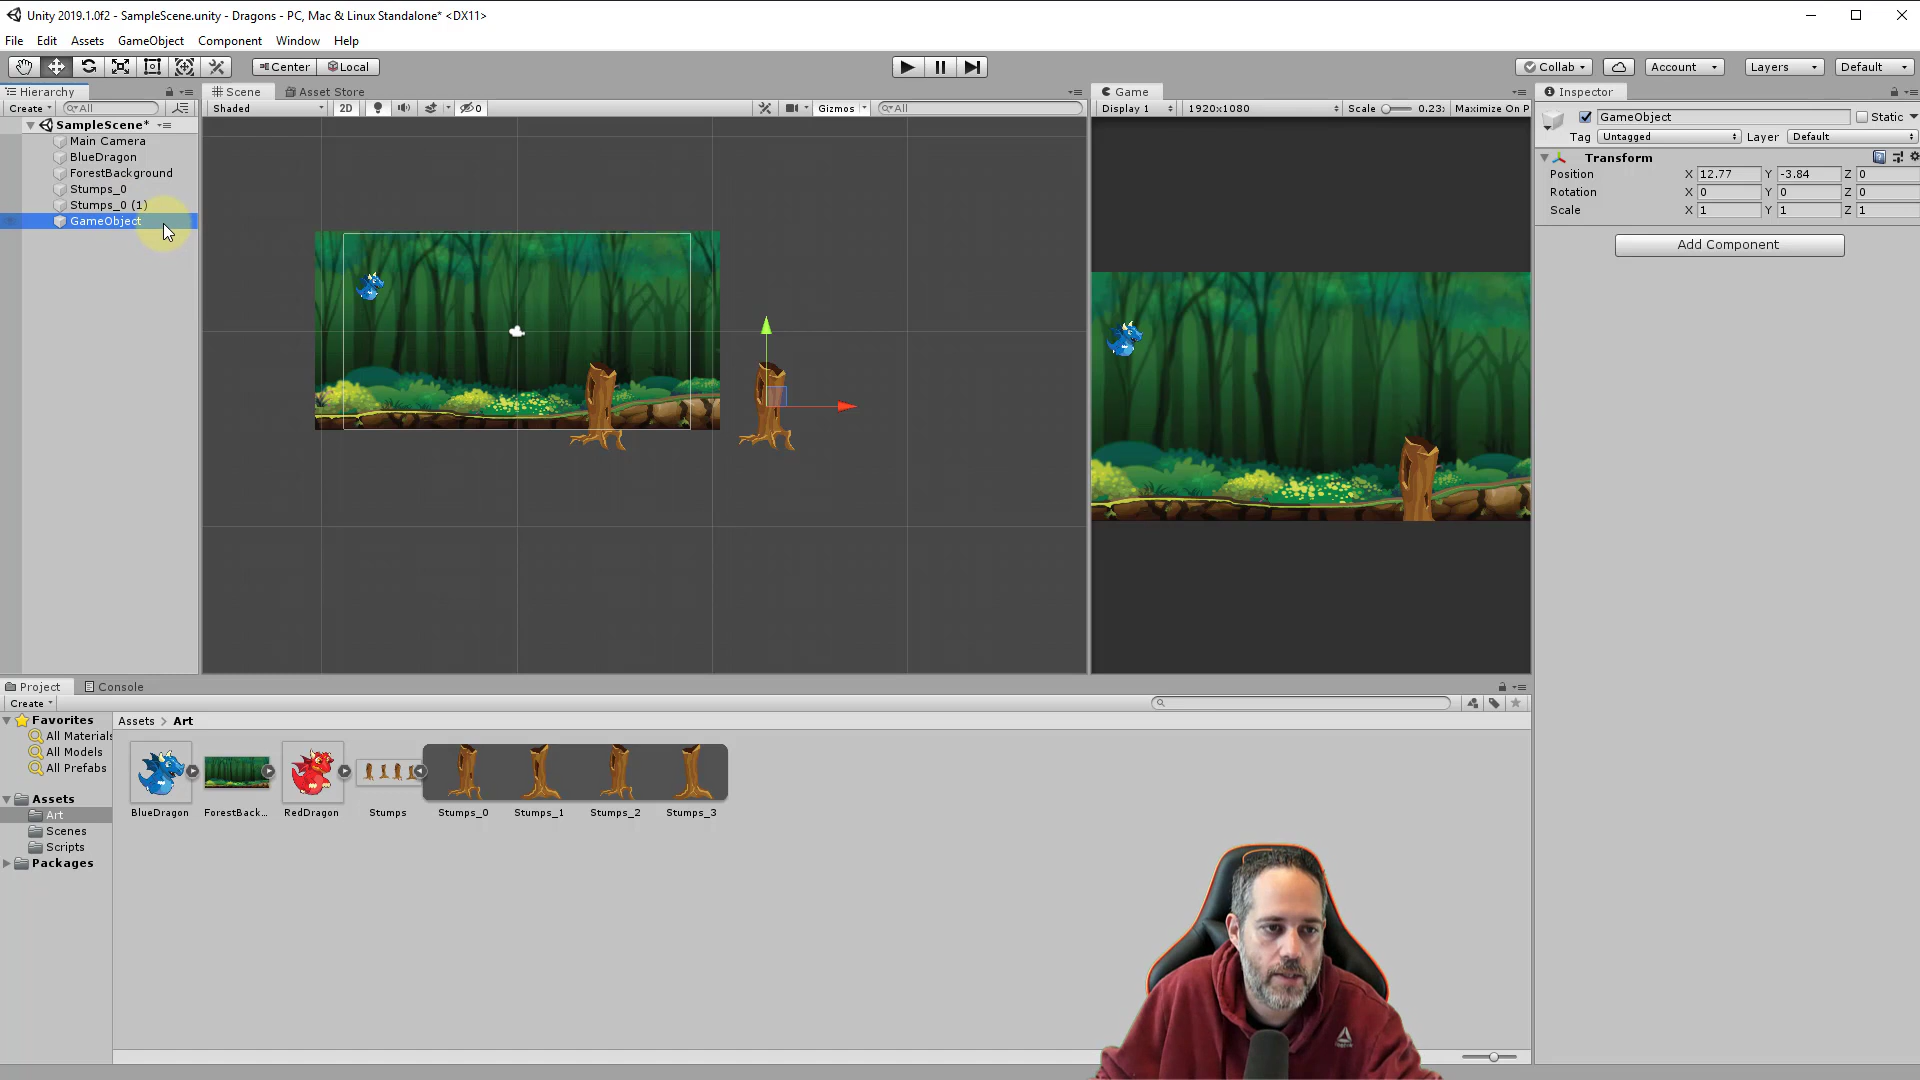 Unity 2019.1.0f2 - SampleScene.unity - Dragons - PC, Mac & Linux Standalone* <DX11>
File Edit Assets GameObject Component Window Help
Center Local Collab Account Layers Default
Hierarchy
Create All
SampleScene*
Main Camera
BlueDragon
ForestBackground
Stumps_0
Stumps_0 (1)
GameObject
Scene Asset Store
Shaded 2D 0 Gizmos All
Game
Display 1 1920x1080 Scale 0.23 Maximize On P
Inspector
GameObject Static
Tag Untagged Layer Default
Transform
Position X 12.77 Y -3.84 Z 0
Rotation X 0 Y 0 Z 0
Scale X 1 Y 1 Z 1
Add Component
Project Console
Create
Favorites
All Materials
All Models
All Prefabs
Assets
Art
Scenes
Scripts
Packages
Assets > Art
BlueDragon ForestBack... RedDragon Stumps Stumps_0 Stumps_1 Stumps_2 Stumps_3